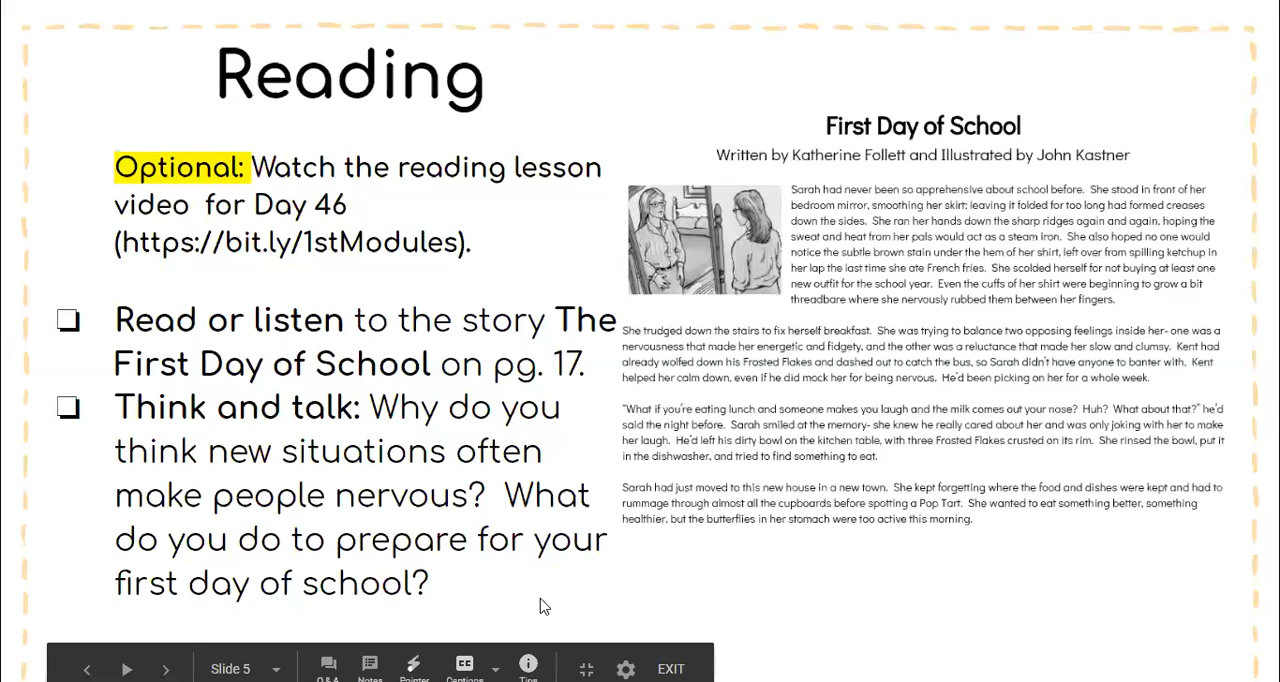 Reading
Optional: Watch the reading lesson
video for Day 46
(https://bit.ly/1stModules).
❏ Read or listen to the story The
First Day of School on pg. 17.
❏ Think and talk: Why do you
think new situations often
make people nervous? What
do you do to prepare for your
first day of school?
First Day of School
Written by Katherine Follett and Illustrated by John Kastner
Sarah had never been so apprehensive about school before. She stood in front of her
bedroom mirror, smoothing her skirt; leaving it folded for too long had formed creases
down the sides. She ran her hands down the sharp ridges again and again, hoping the
sweat and heat from her pals would act as a steam iron. She also hoped no one would
notice the subtle brown stain under the hem of her shirt, left over from spilling ketchup in
her lap the last time she ate French fries. She scolded herself for not buying at least one
new outfit for the school year. Even the cuffs of her shirt were beginning to grow a bit
threadbare where she nervously rubbed them between her fingers.
She trudged down the stairs to fix herself breakfast. She was trying to balance two opposing feelings inside her- one was a
nervousness that made her energetic and fidgety, and the other was a reluctance that made her slow and clumsy. Kent had
already wolfed down his Frosted Flakes and dashed out to catch the bus, so Sarah didn't have anyone to banter with. Kent
helped her calm down, even if he did mock her for being nervous. He'd been picking on her for a whole week.
"What if you're eating lunch and someone makes you laugh and the milk comes out your nose? Huh? What about that?" he'd
said the night before. Sarah smiled at the memory- she knew he really cared about her and was only joking with her to make
her laugh. He'd left his dirty bowl on the kitchen table, with three Frosted Flakes crusted on its rim. She rinsed the bowl, put it
in the dishwasher, and tried to find something to eat.
Sarah had just moved to this new house in a new town. She kept forgetting where the food and dishes were kept and had to
rummage through almost all the cupboards before spotting a Pop Tart. She wanted to eat something better, something
healthier, but the butterflies in her stomach were too active this morning.
Slide 5
Q & A Notes Pointer CC Captions Tips EXIT